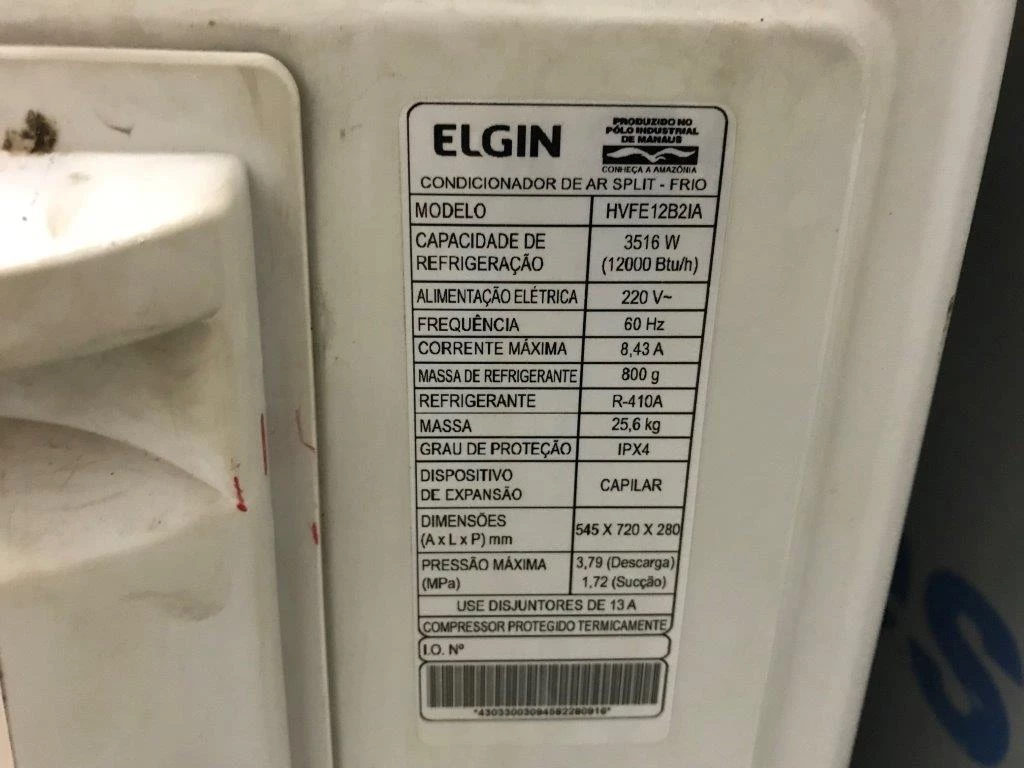 ELGIN
PRODUZIDO NO
PÓLO INDUSTRIAL
DE MANAUS
CONHEÇA A AMAZÔNIA
CONDICIONADOR DE AR SPLIT - FRIO
MODELO HVFE12B2IA
CAPACIDADE DE REFRIGERAÇÃO 3516 W (12000 Btu/h)
ALIMENTAÇÃO ELÉTRICA 220 V~
FREQUÊNCIA 60 Hz
CORRENTE MÁXIMA 8,43 A
MASSA DE REFRIGERANTE 800 g
REFRIGERANTE R-410A
MASSA 25,6 kg
GRAU DE PROTEÇÃO IPX4
DISPOSITIVO
DE EXPANSÃO
CAPILAR
DIMENSÕES
(A x L x P) mm
545 X 720 X 280
PRESSÃO MÁXIMA 3,79 (Descarga)
(MPa) 1,72 (Sucção)
USE DISJUNTORES DE 13 A
COMPRESSOR PROTEGIDO TERMICAMENTE
I.O. Nº